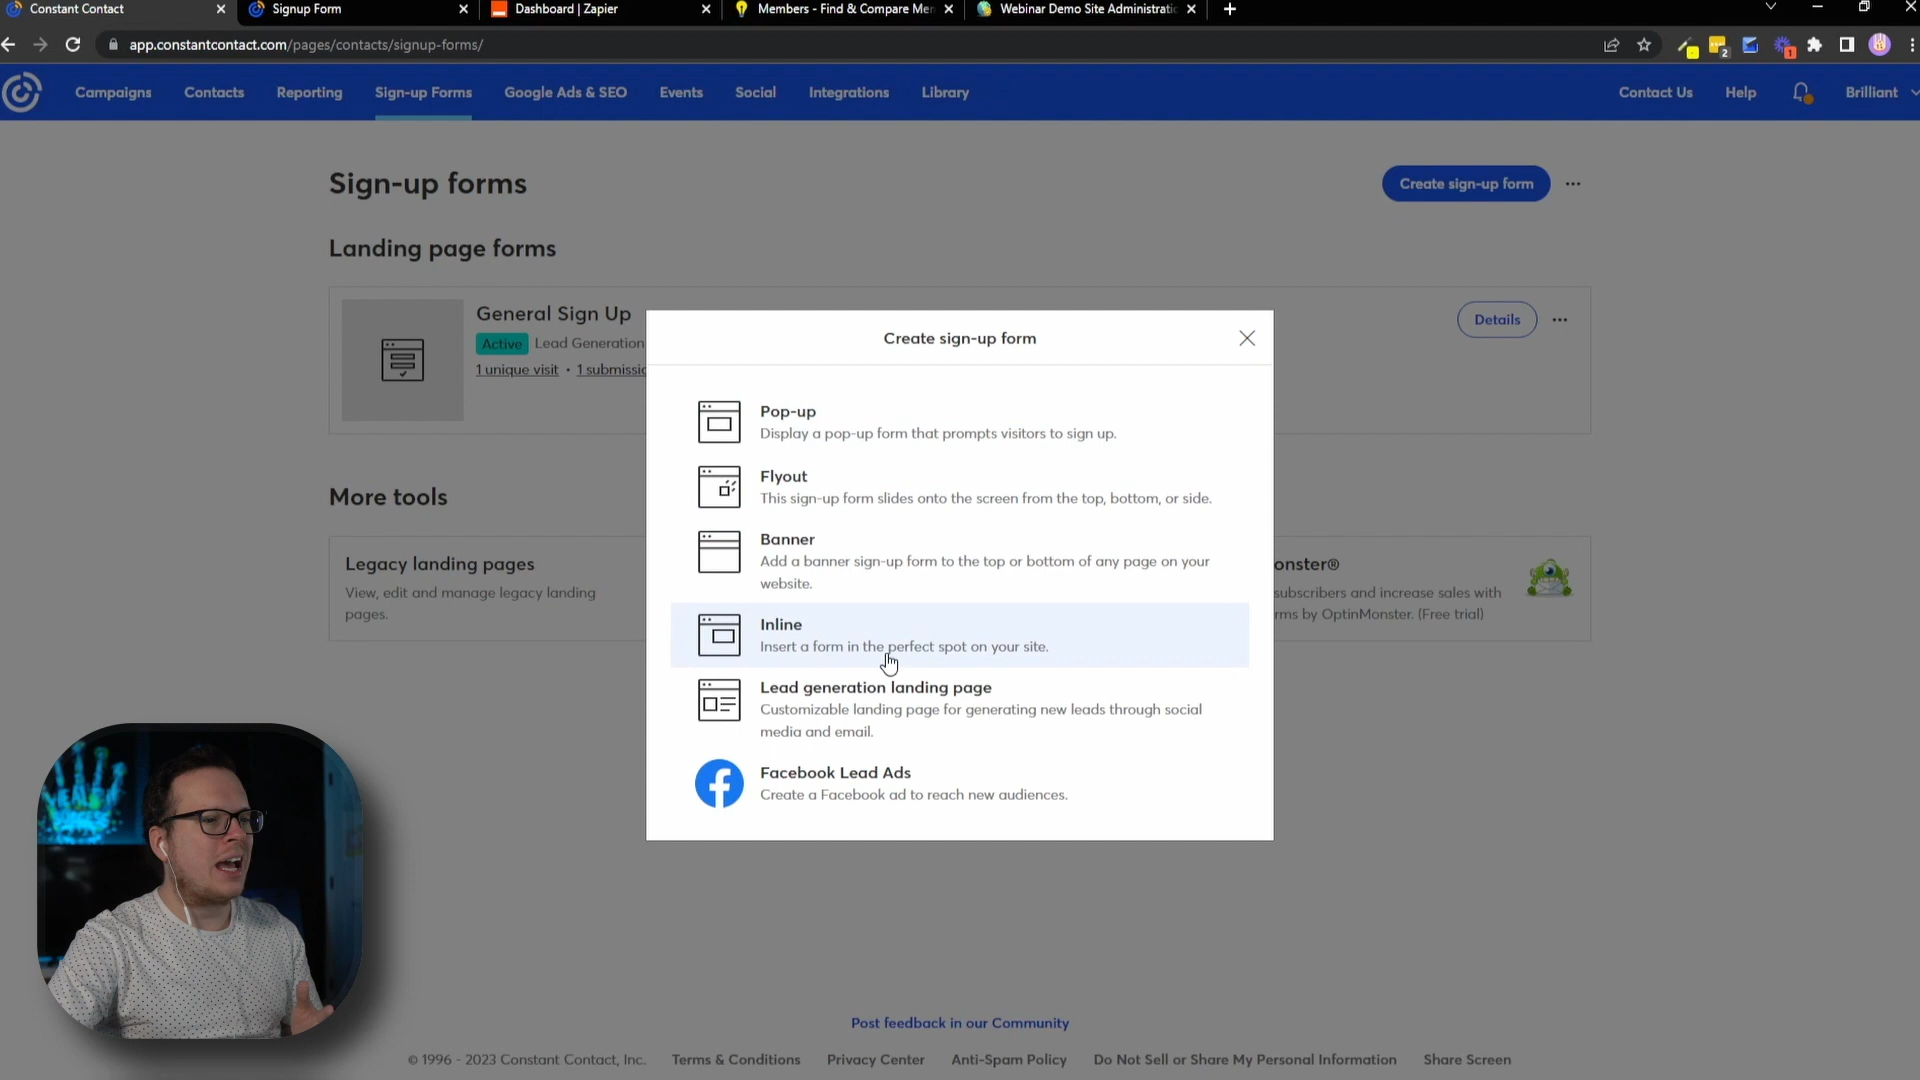 Constant Contact
Signup Form
Dashboard | Zapier
Members - Find & Compare Mem
Webinar Demo Site Administratio
app.constantcontact.com/pages/contacts/signup-forms/
2
1
Campaigns
Contacts
Reporting
Sign-up Forms
Google Ads & SEO
Events
Social
Integrations
Library
Contact Us
Help
Brilliant
Sign-up forms
Create sign-up form
Landing page forms
General Sign Up
Active Lead Generation
1 unique visit • 1 submissio
Details
Create sign-up form
Pop-up
Display a pop-up form that prompts visitors to sign up.
Flyout
This sign-up form slides onto the screen from the top, bottom, or side.
Banner
Add a banner sign-up form to the top or bottom of any page on your
website.
Inline
Insert a form in the perfect spot on your site.
Lead generation landing page
Customizable landing page for generating new leads through social
media and email.
Facebook Lead Ads
Create a Facebook ad to reach new audiences.
More tools
Legacy landing pages
View, edit and manage legacy landing
pages.
onster®
subscribers and increase sales with
rms by OptinMonster. (Free trial)
Post feedback in our Community
© 1996 - 2023 Constant Contact, Inc.
Terms & Conditions
Privacy Center
Anti-Spam Policy
Do Not Sell or Share My Personal Information
Share Screen